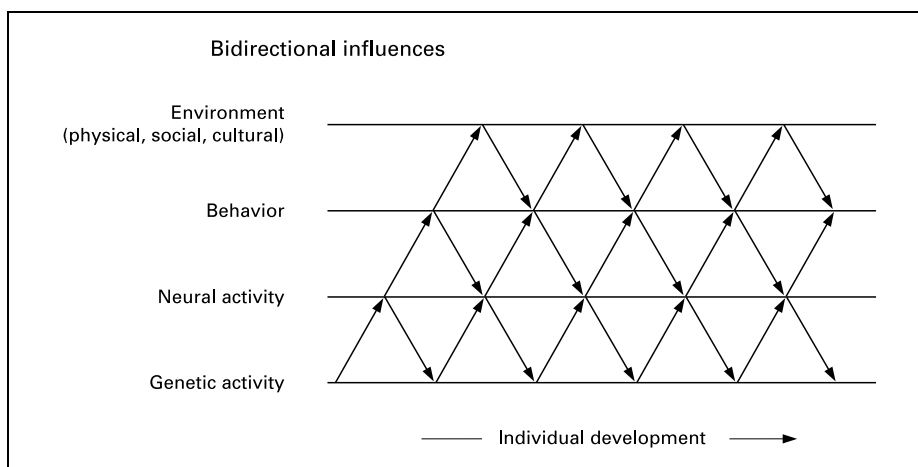 Bidirectional influences
Environment
(physical, social, cultural)
Behavior
Neural activity
Genetic activity
Individual development